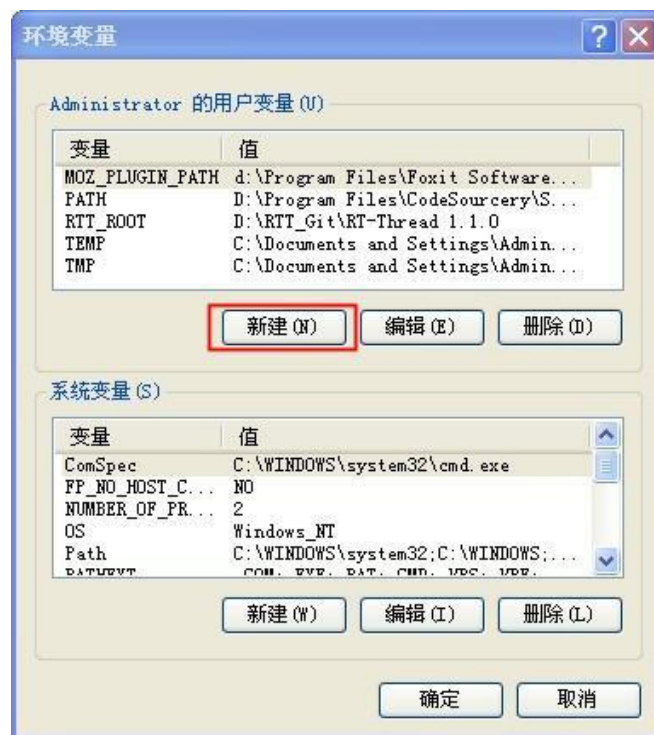 环境变量
Administrator 的用户变量(U)
变量 值
MOZ_PLUGIN_PATH d:\Program Files\Foxit Software...
PATH D:\Program Files\CodeSourcery\S...
RTT_ROOT D:\RTT_Git\RT-Thread 1.1.0
TEMP C:\Documents and Settings\Admin...
TMP C:\Documents and Settings\Admin...
新建(N) 编辑(E) 删除(D)
系统变量(S)
变量 值
ComSpec C:\WINDOWS\system32\cmd.exe
FP_NO_HOST_C... NO
NUMBER_OF_PR... 2
OS Windows_NT
Path C:\WINDOWS\system32;C:\WINDOWS;...
PATHEXT
新建(W) 编辑(I) 删除(L)
确定 取消